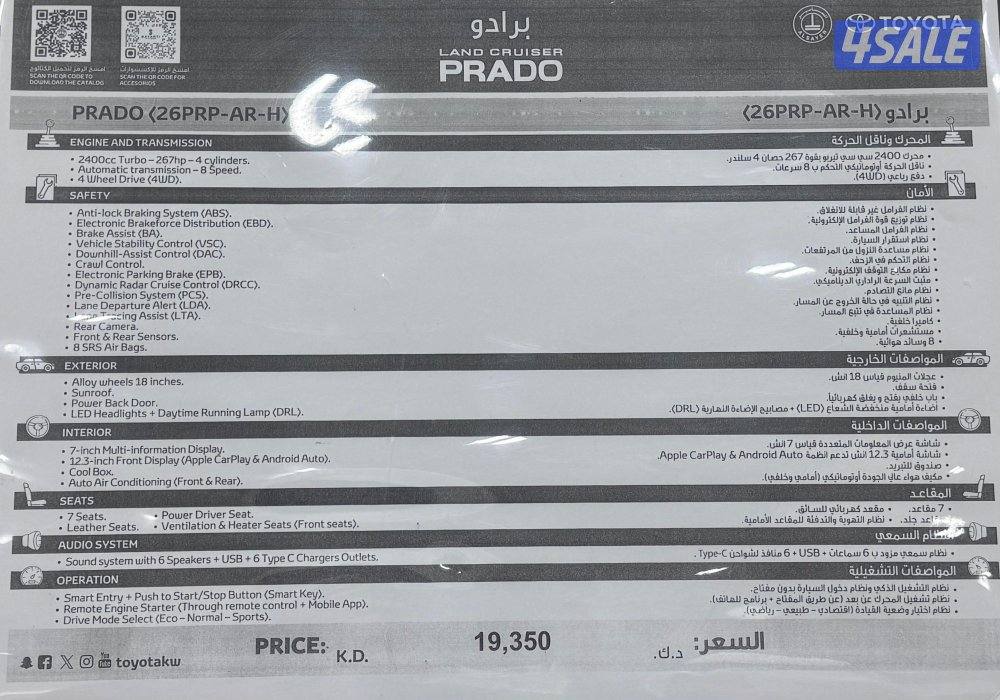 برادو
LAND CRUISER
PRADO
ALSAYER
TOYOTA
4SALE
امسح الرمز لتحميل الكتالوج
SCAN THE QR CODE TO
DOWNLOAD THE CATALOG
امسح الرمز للإكسسوارات
SCAN THE QR CODE FOR
ACCESORIES
PRADO (26PRP-AR-H)
برادو (26PRP-AR-H)
ENGINE AND TRANSMISSION
المحرك وناقل الحركة
• 2400cc Turbo – 267hp – 4 cylinders.
• محرك 2400 سي سي تيربو بقوة 267 حصان 4 سلندر.
• Automatic transmission – 8 Speed.
• ناقل الحركة أوتوماتيكي التحكم ب 8 سرعات.
• 4 Wheel Drive (4WD).
• دفع رباعي (4WD).
SAFETY
الأمان
• Anti-lock Braking System (ABS).
• نظام الفرامل غير قابلة للانغلاق.
• Electronic Brakeforce Distribution (EBD).
• نظام توزيع قوة الفرامل الإلكترونية.
• Brake Assist (BA).
• نظام الفرامل المساعد.
• Vehicle Stability Control (VSC).
• نظام استقرار السيارة.
• Downhill-Assist Control (DAC).
• نظام مساعدة النزول من المرتفعات.
• Crawl Control.
• نظام التحكم في الزحف.
• Electronic Parking Brake (EPB).
• نظام مكابح التوقف الإلكترونية.
• Dynamic Radar Cruise Control (DRCC).
• مثبت السرعة الراداري الديناميكي.
• Pre-Collision System (PCS).
• نظام مانع التصادم.
• Lane Departure Alert (LDA).
• نظام التنبيه في حالة الخروج عن المسار.
• Lane Tracing Assist (LTA).
• نظام المساعدة في تتبع المسار.
• Rear Camera.
• كاميرا خلفية.
• Front & Rear Sensors.
• مستشعرات أمامية وخلفية.
• 8 SRS Air Bags.
• 8 وسائد هوائية.
EXTERIOR
المواصفات الخارجية
• Alloy wheels 18 inches.
• عجلات المنيوم قياس 18 انش.
• Sunroof.
• فتحة سقف.
• Power Back Door.
• باب خلفي يفتح و يغلق كهربائياً.
• LED Headlights + Daytime Running Lamp (DRL).
• اضاءة أمامية منخفضة الشعاع (LED) + مصابيح الإضاءة النهارية (DRL).
INTERIOR
المواصفات الداخلية
• 7-inch Multi-information Display.
• شاشة عرض المعلومات المتعددة قياس 7 انش.
• 12.3-inch Front Display (Apple CarPlay & Android Auto).
• شاشة أمامية 12.3 انش تدعم انظمة Apple CarPlay & Android Auto.
• Cool Box.
• صندوق للتبريد.
• Auto Air Conditioning (Front & Rear).
• مكيف هواء عالي الجودة أوتوماتيكي (أمامي وخلفي).
SEATS
المقاعد
• 7 Seats. • Power Driver Seat.
• 7 مقاعد. • مقعد كهربائي للسائق.
• Leather Seats. • Ventilation & Heater Seats (Front seats).
جلد. • نظام التهوية والتدفئة للمقاعد الأمامية.
AUDIO SYSTEM
السمعي
• Sound system with 6 Speakers + USB + 6 Type C Chargers Outlets.
• نظام سمعي مزود ب 6 سماعات + USB + 6 منافذ لشواحن Type-C.
OPERATION
المواصفات التشغيلية
• Smart Entry + Push to Start/Stop Button (Smart Key).
• نظام التشغيل الذكي ونظام دخول السيارة بدون مفتاح.
• Remote Engine Starter (Through remote control + Mobile App).
• نظام تشغيل المحرك عن بعد (عن طريق المفتاح + برنامج للهاتف).
• Drive Mode Select (Eco – Normal – Sports).
• نظام اختيار وضعية القيادة (اقتصادي – طبيعي – رياضي).
PRICE: K.D. 19,350 السعر: د.ك.
You Tube toyotakw